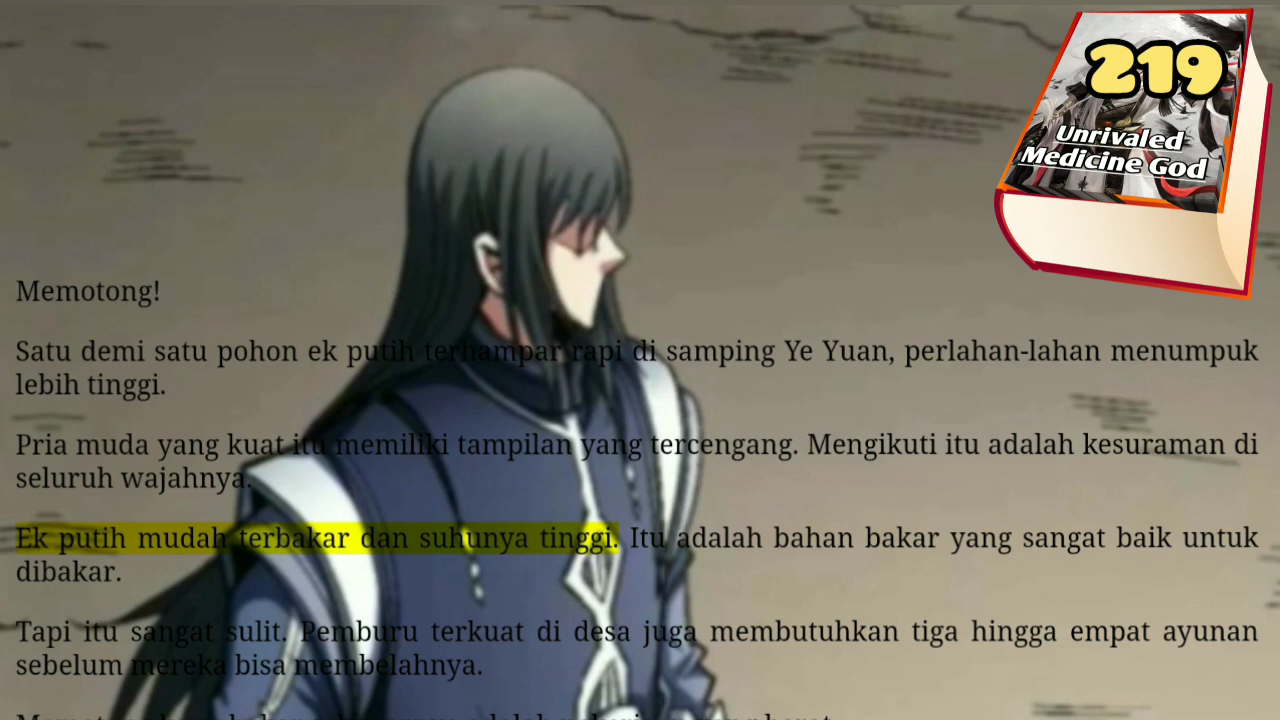 219
Unrivaled
Medicine God
Memotong!
Satu demi satu pohon ek putih terhampar rapi di samping Ye Yuan, perlahan-lahan menumpuk
lebih tinggi.
Pria muda yang kuat itu memiliki tampilan yang tercengang. Mengikuti itu adalah kesuraman di
seluruh wajahnya.
Ek putih mudah terbakar dan suhunya tinggi. Itu adalah bahan bakar yang sangat baik untuk
dibakar.
Tapi itu sangat sulit. Pemburu terkuat di desa juga membutuhkan tiga hingga empat ayunan
sebelum mereka bisa membelahnya.